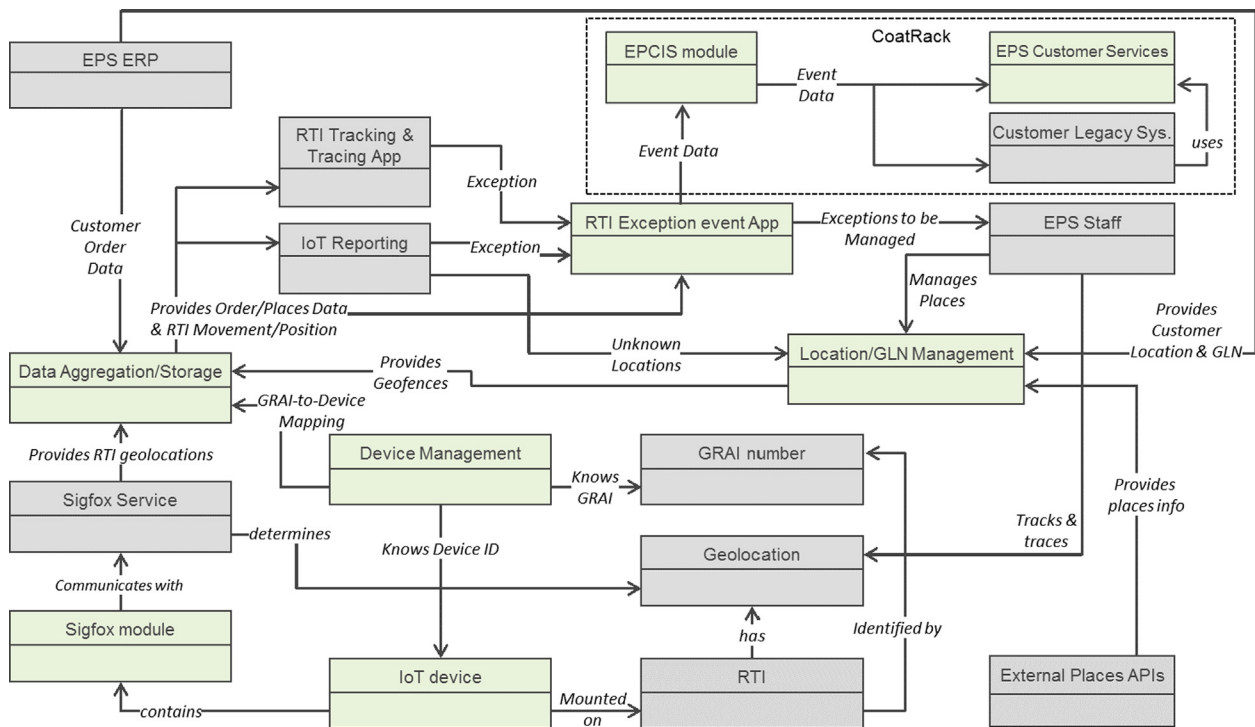 CoatRack
EPS ERP
EPCIS module
Event
Data
EPS Customer Services
RTI Tracking &
Tracing App
Event Data
Customer Legacy Sys.
uses
Exception
Customer
Order
Data
IoT Reporting
Exception
RTI Exception event App
Exceptions to be
Managed
EPS Staff
Manages
Places
Provides Order/Places Data
& RTI Movement/Position
Provides
Customer
Location & GLN
Unknown
Locations
Location/GLN Management
Data Aggregation/Storage
Provides
Geofences
GRAI-to-Device
Mapping
Provides RTI geolocations
Device Management
Knows
GRAI
GRAI number
Provides
places info
Sigfox Service
determines
Knows Device ID
Geolocation
Tracks &
traces
Communicates with
Sigfox module
has
Identified by
contains
IoT device
Mounted
on
RTI
External Places APIs